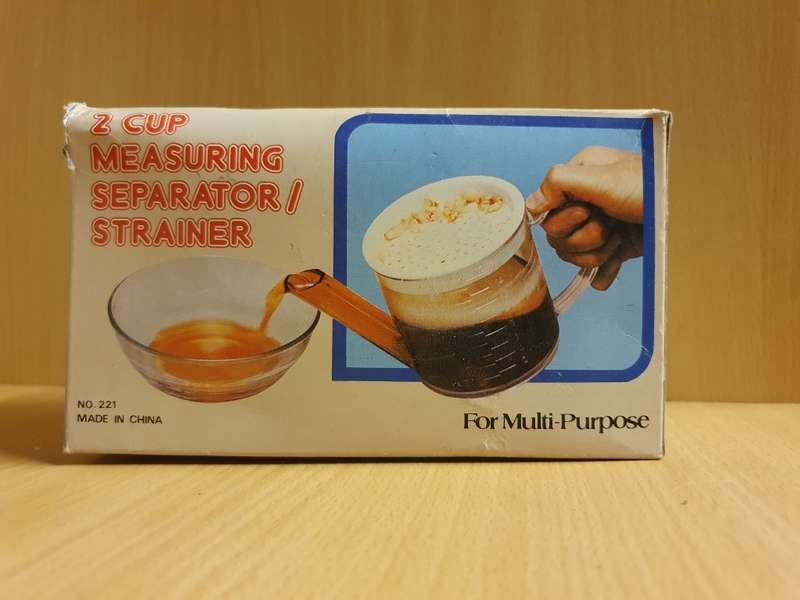 2 CUP
MEASURING
SEPARATOR/
STRAINER
NO. 221
MADE IN CHINA
For Multi-Purpose